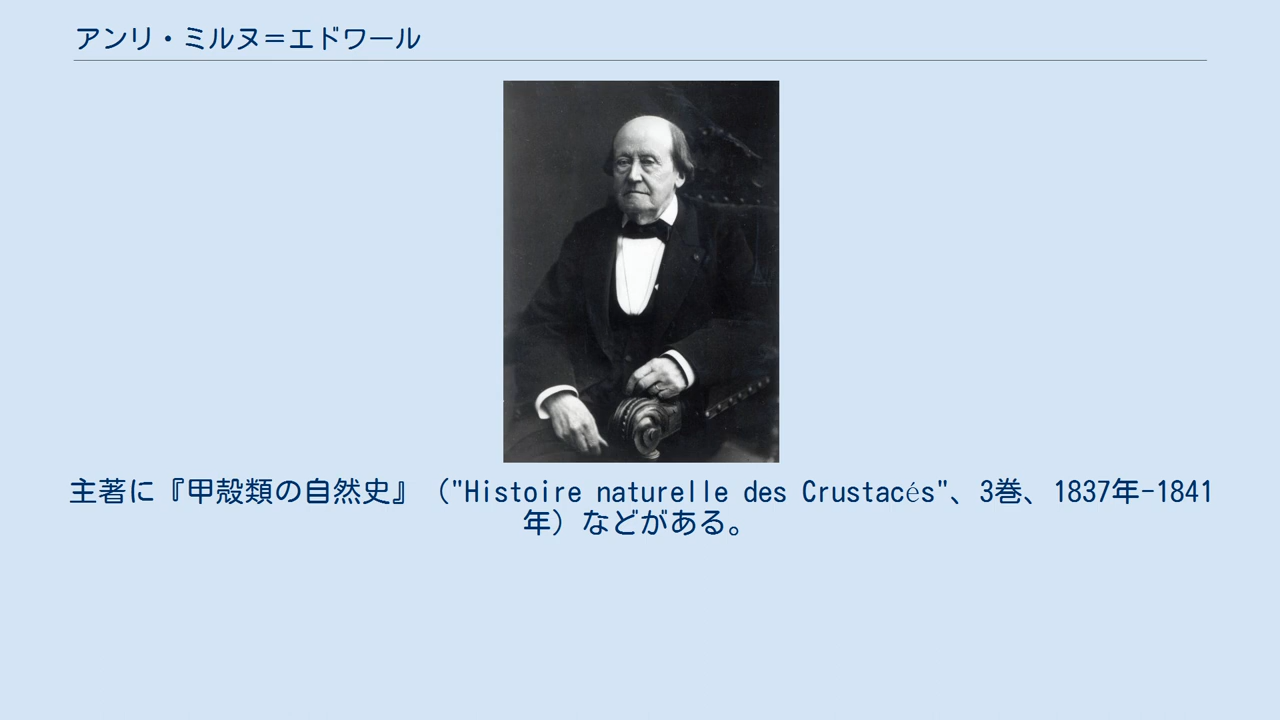 アンリ・ミルヌ＝エドワール
主著に『甲殻類の自然史』（"Histoire naturelle des Crustacés"、3巻、1837年-1841
年）などがある。